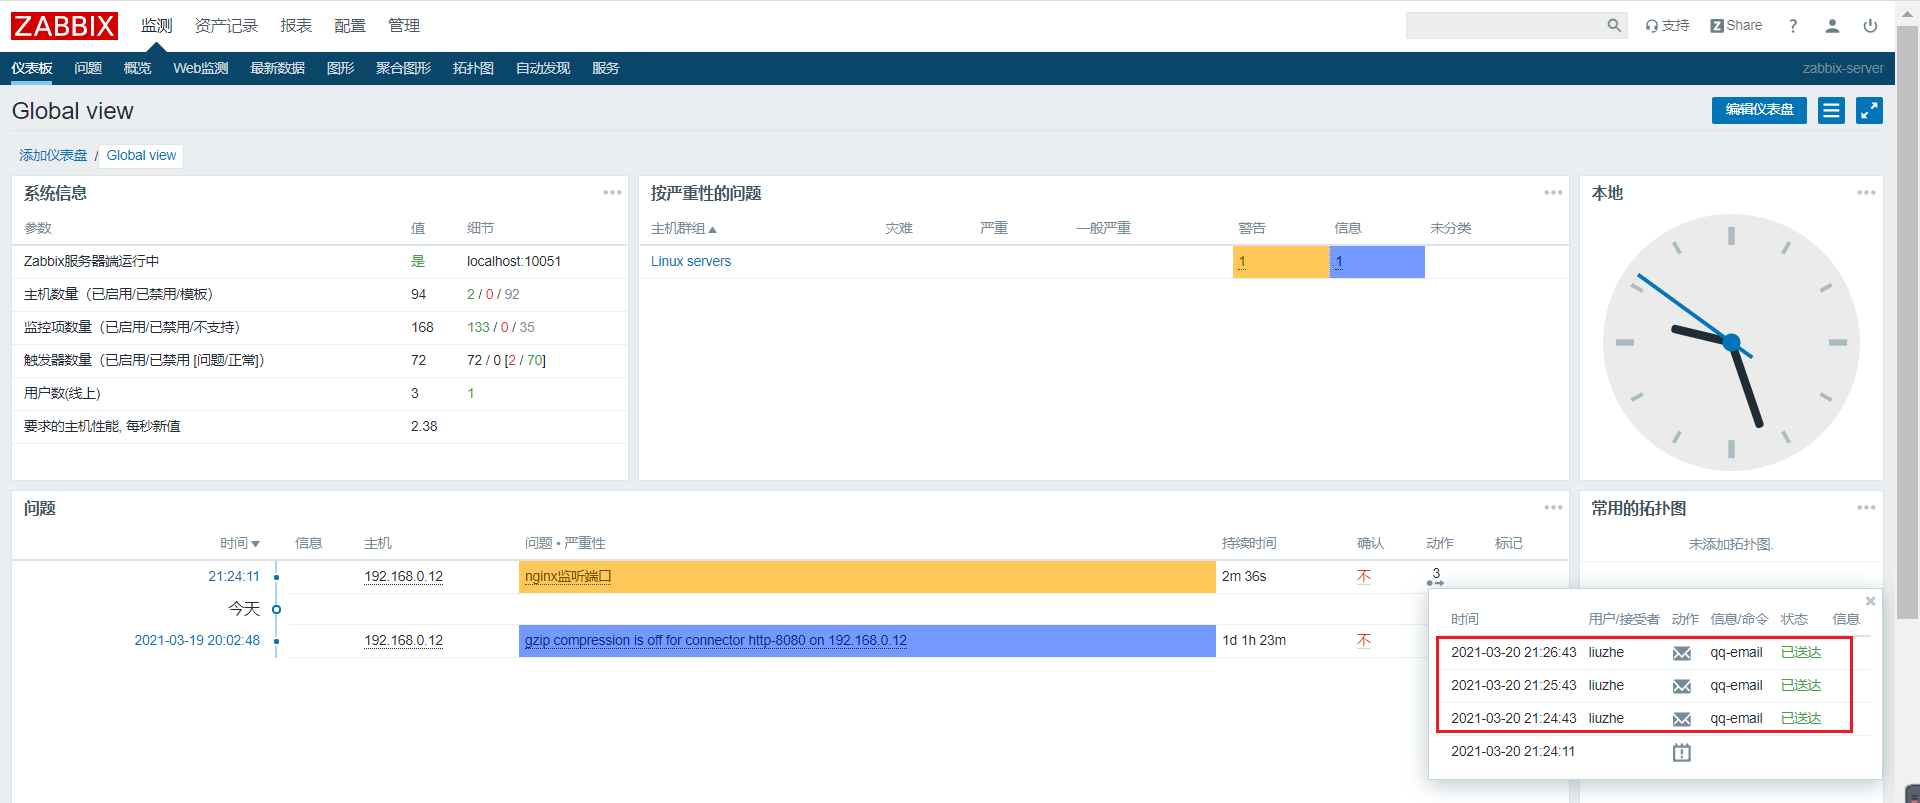 ZABBIX 监测 资产记录 报表 配置 管理 支持 Share ?
仪表板 问题 概览 Web监测 最新数据 图形 聚合图形 拓扑图 自动发现 服务 zabbix-server
Global view 编辑仪表盘
添加仪表盘 / Global view
系统信息
参数 值 细节
Zabbix服务器端运行中 是 localhost:10051
主机数量（已启用/已禁用/模板） 94 2 / 0 / 92
监控项数量（已启用/已禁用/不支持） 168 133 / 0 / 35
触发器数量（已启用/已禁用 [问题/正常]） 72 72 / 0 [2 / 70]
用户数(线上) 3 1
要求的主机性能, 每秒新值 2.38
按严重性的问题
主机群组 灾难 严重 一般严重 警告 信息 未分类
Linux servers 1 1
本地
问题
时间 信息 主机 问题 • 严重性 持续时间 确认 动作 标记
21:24:11 192.168.0.12 nginx监听端口 2m 36s 不 3
今天
2021-03-19 20:02:48 192.168.0.12 gzip compression is off for connector http-8080 on 192.168.0.12 1d 1h 23m 不
常用的拓扑图
未添加拓扑图.
时间 用户/接受者 动作 信息/命令 状态 信息
2021-03-20 21:26:43 liuzhe qq-email 已送达
2021-03-20 21:25:43 liuzhe qq-email 已送达
2021-03-20 21:24:43 liuzhe qq-email 已送达
2021-03-20 21:24:11